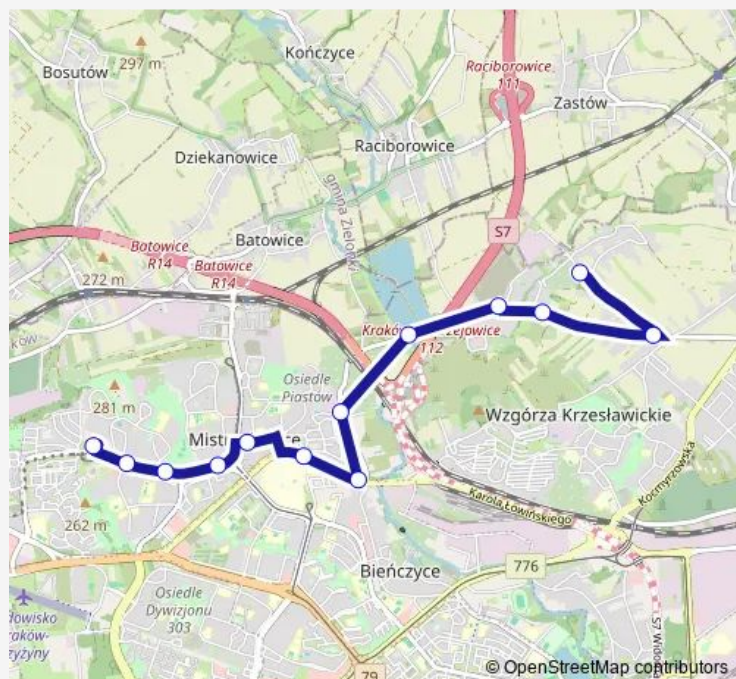 Kończyce
297 m
Bosutów
Raciborowice
111
Zastów
Dziekanowice
Raciborowice
gmina Zielonki
S7
Batowice
R14
Batowice
Batowice
R14
272 m
112
Osiedle
Piastów
281 m
Wzgórza Krzesławickie
Kocmyrzowska
Karola Łowińskiego
262 m
Bieńczyce
776
Osiedle
Dywizjonu
303
79
© OpenStreetMap contributors